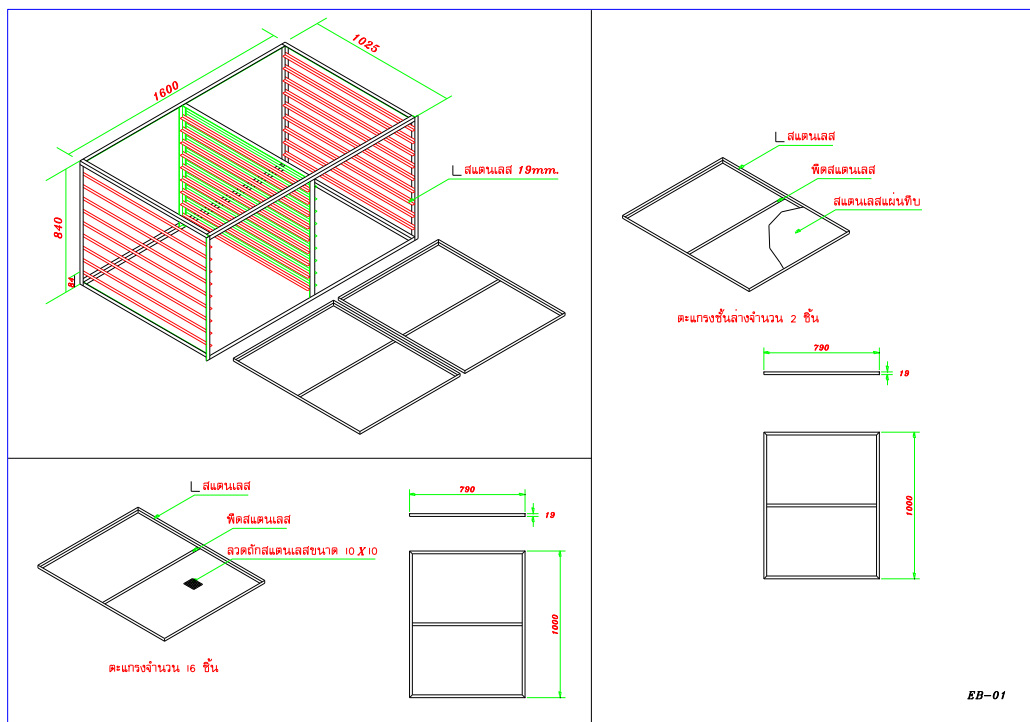 1600
1025
840
84
∟ สแตนเลส 19mm.
∟ สแตนเลส
พืดสแตนเลส
ลวดถักสแตนเลสขนาด 10 X 10
ตะแกรงจำนวน 16 ชิ้น
790
19
1000
∟ สแตนเลส
พืดสแตนเลส
สแตนเลสแผ่นทึบ
ตะแกรงชั้นล่างจำนวน 2 ชิ้น
790
19
1000
EB-01